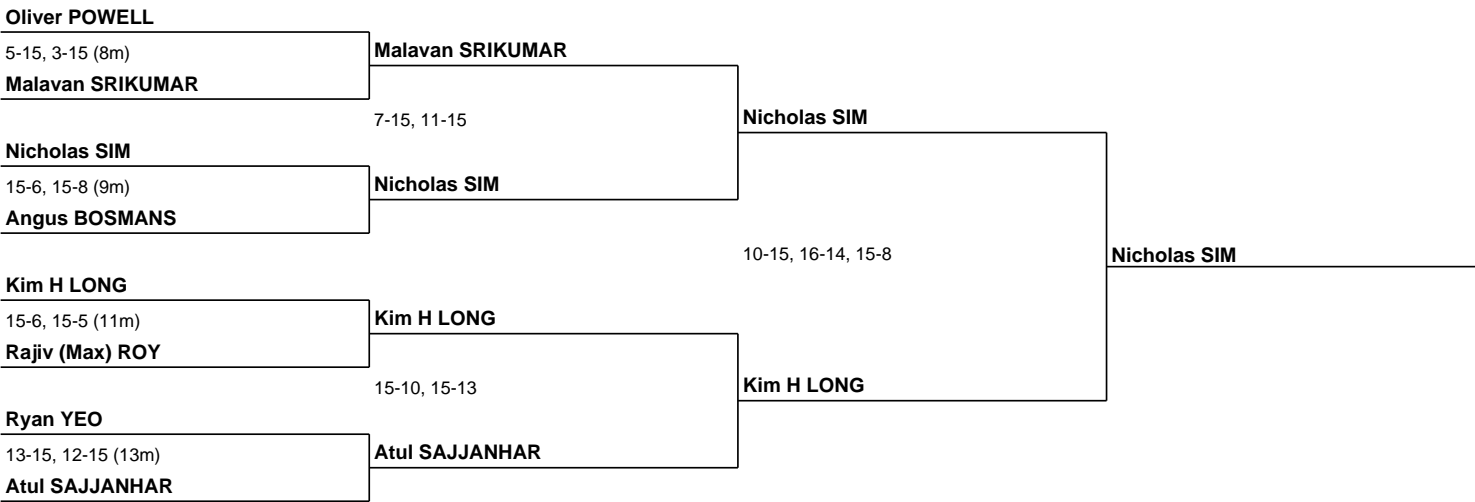 Oliver POWELL
5-15, 3-15 (8m)
Malavan SRIKUMAR
Malavan SRIKUMAR
7-15, 11-15
Nicholas SIM
Nicholas SIM
15-6, 15-8 (9m)
Nicholas SIM
Angus BOSMANS
10-15, 16-14, 15-8
Nicholas SIM
Kim H LONG
15-6, 15-5 (11m)
Kim H LONG
Rajiv (Max) ROY
15-10, 15-13
Kim H LONG
Ryan YEO
13-15, 12-15 (13m)
Atul SAJJANHAR
Atul SAJJANHAR